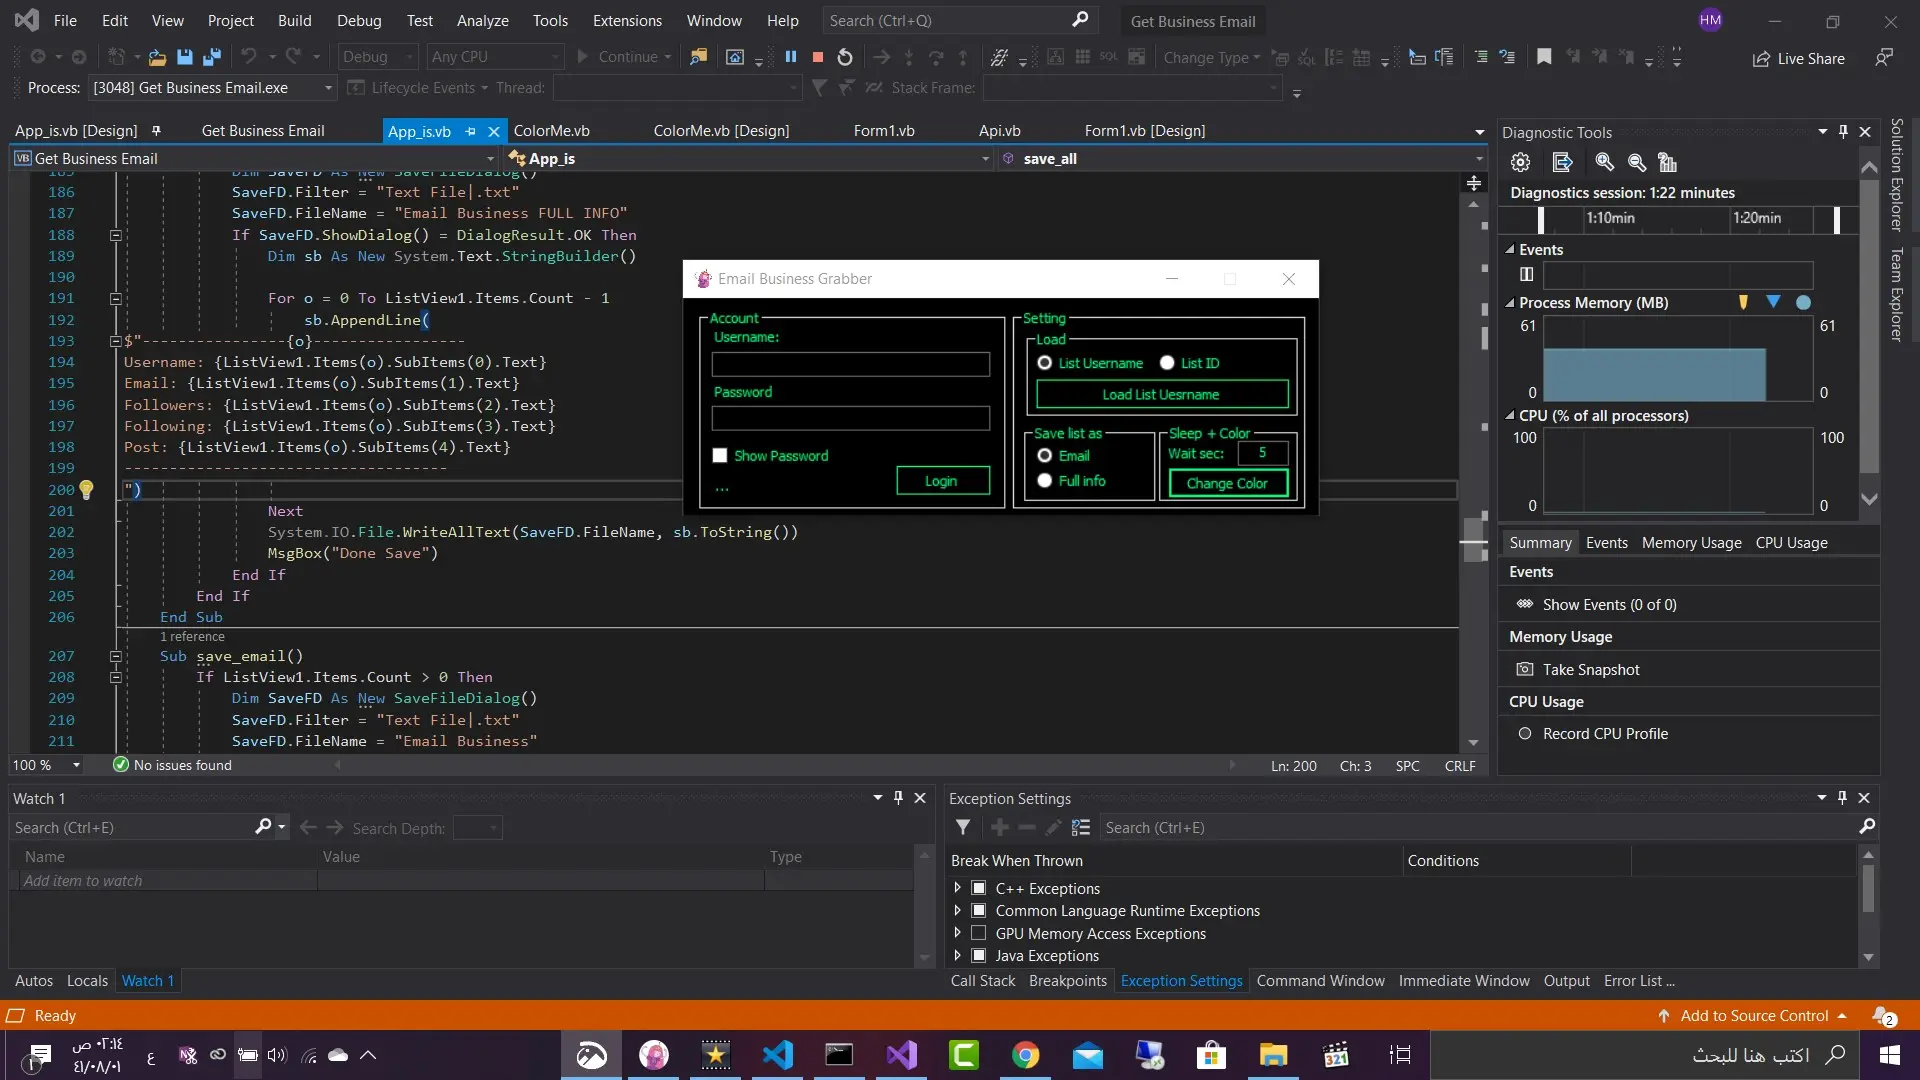 File Edit View Project Build Debug Test Analyze Tools Extensions Window Help Search (Ctrl+Q) Get Business Email HM
Debug Any CPU Continue SQL Change Type Live Share
Process: [3048] Get Business Email.exe Lifecycle Events Thread: Stack Frame:
App_is.vb [Design] Get Business Email App_is.vb ColorMe.vb ColorMe.vb [Design] Form1.vb Api.vb Form1.vb [Design]
VB Get Business Email App_is save_all
185 Dim SaveFD As New SaveFileDialog()
186 SaveFD.Filter = "Text File|.txt"
187 SaveFD.FileName = "Email Business FULL INFO"
188 If SaveFD.ShowDialog() = DialogResult.OK Then
189 Dim sb As New System.Text.StringBuilder()
190
191 For o = 0 To ListView1.Items.Count - 1
192 sb.AppendLine(
193 $"----------------{o}-----------------
194 Username: {ListView1.Items(o).SubItems(0).Text}
195 Email: {ListView1.Items(o).SubItems(1).Text}
196 Followers: {ListView1.Items(o).SubItems(2).Text}
197 Following: {ListView1.Items(o).SubItems(3).Text}
198 Post: {ListView1.Items(o).SubItems(4).Text}
199 ------------------------------------
200 ")
201 Next
202 System.IO.File.WriteAllText(SaveFD.FileName, sb.ToString())
203 MsgBox("Done Save")
204 End If
205 End If
206 End Sub
1 reference
207 Sub save_email()
208 If ListView1.Items.Count > 0 Then
209 Dim SaveFD As New SaveFileDialog()
210 SaveFD.Filter = "Text File|.txt"
211 SaveFD.FileName = "Email Business"
100 % No issues found Ln: 200 Ch: 3 SPC CRLF
Email Business Grabber
Account
Username:
Password
Show Password
...
Login
Setting
Load
List Username List ID
Load List Uesrname
Save list as
Email
Full info
Sleep + Color
Wait sec: 5
Change Color
Diagnostic Tools
Diagnostics session: 1:22 minutes
1:10min 1:20min
Events
Process Memory (MB)
61 61
0 0
CPU (% of all processors)
100 100
0 0
Summary Events Memory Usage CPU Usage
Events
Show Events (0 of 0)
Memory Usage
Take Snapshot
CPU Usage
Record CPU Profile
Solution Explorer
Team Explorer
Watch 1
Search (Ctrl+E) Search Depth:
Name Value Type
Add item to watch
Autos Locals Watch 1
Exception Settings
Search (Ctrl+E)
Break When Thrown Conditions
C++ Exceptions
Common Language Runtime Exceptions
GPU Memory Access Exceptions
Java Exceptions
Call Stack Breakpoints Exception Settings Command Window Immediate Window Output Error List ...
Ready Add to Source Control 2
1 ٠٢:١٤ ص ع 321 اكتب هنا للبحث
٤١/٠٨/٠١